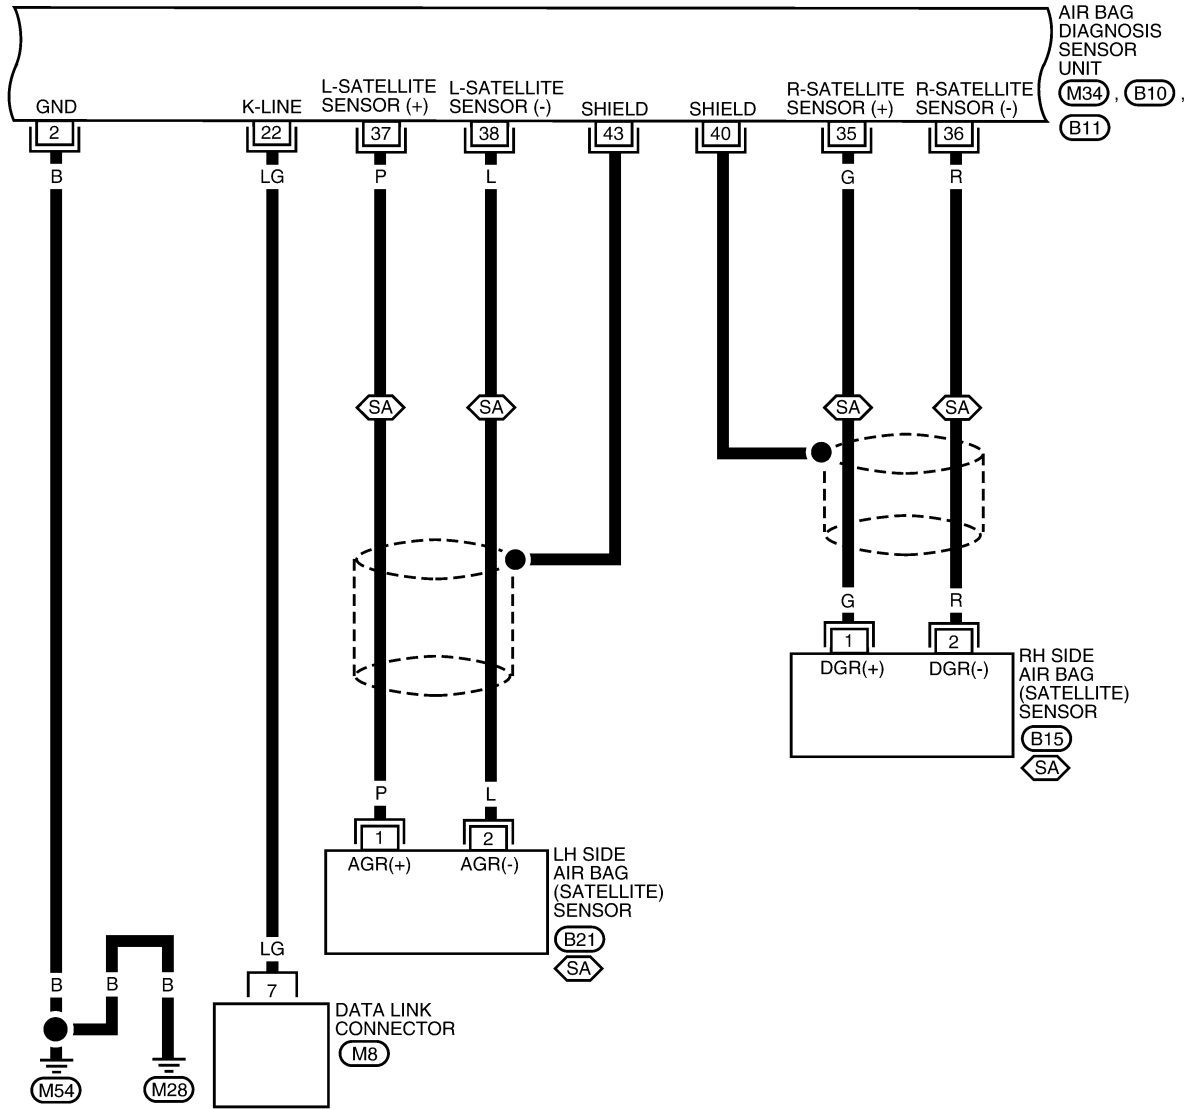 AIR BAG
DIAGNOSIS
SENSOR
UNIT
M34 , B10 ,
B11
GND
K-LINE
L-SATELLITE
SENSOR (+)
L-SATELLITE
SENSOR (-)
SHIELD
SHIELD
R-SATELLITE
SENSOR (+)
R-SATELLITE
SENSOR (-)
2 22 37 38 43 40 35 36
B LG P L G R
SA SA SA SA
G R
1 2
DGR(+) DGR(-)
RH SIDE
AIR BAG
(SATELLITE)
SENSOR
B15
SA
P L
1 2
AGR(+) AGR(-)
LH SIDE
AIR BAG
(SATELLITE)
SENSOR
B21
SA
LG
B B B
7
DATA LINK
CONNECTOR
M8
M54 M28